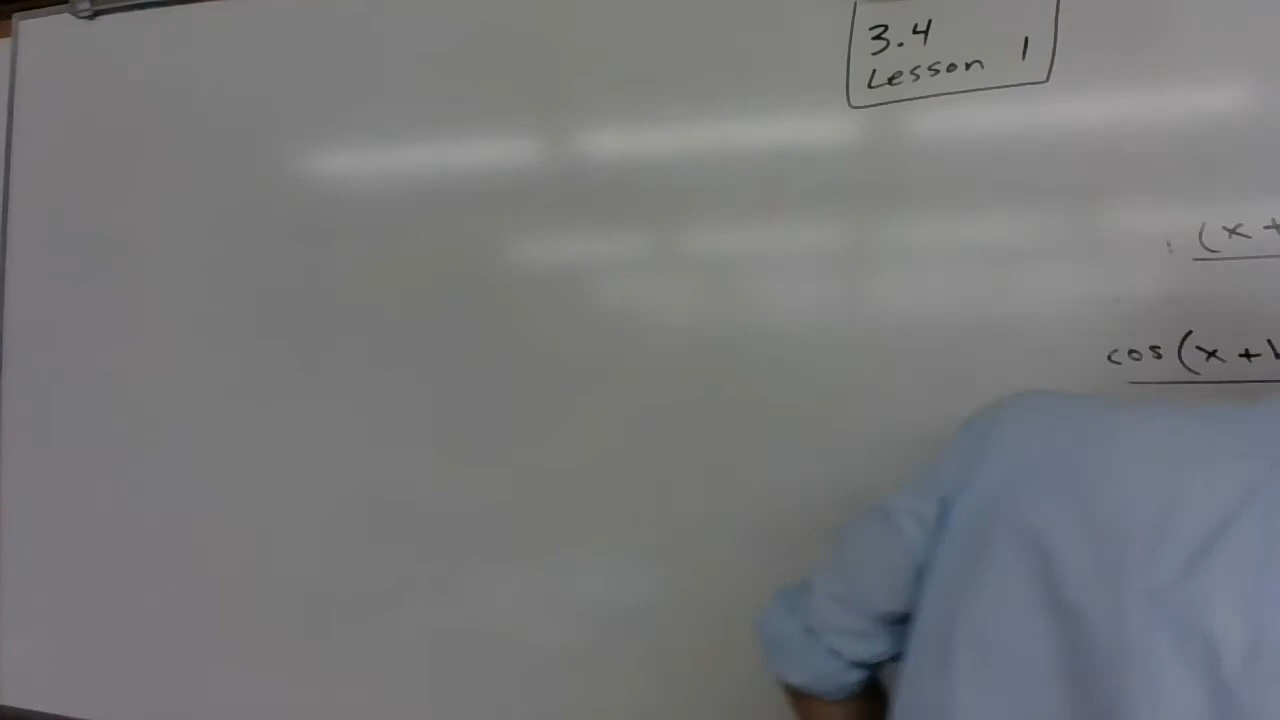 3.4
Lesson 1
(x +
cos(x +